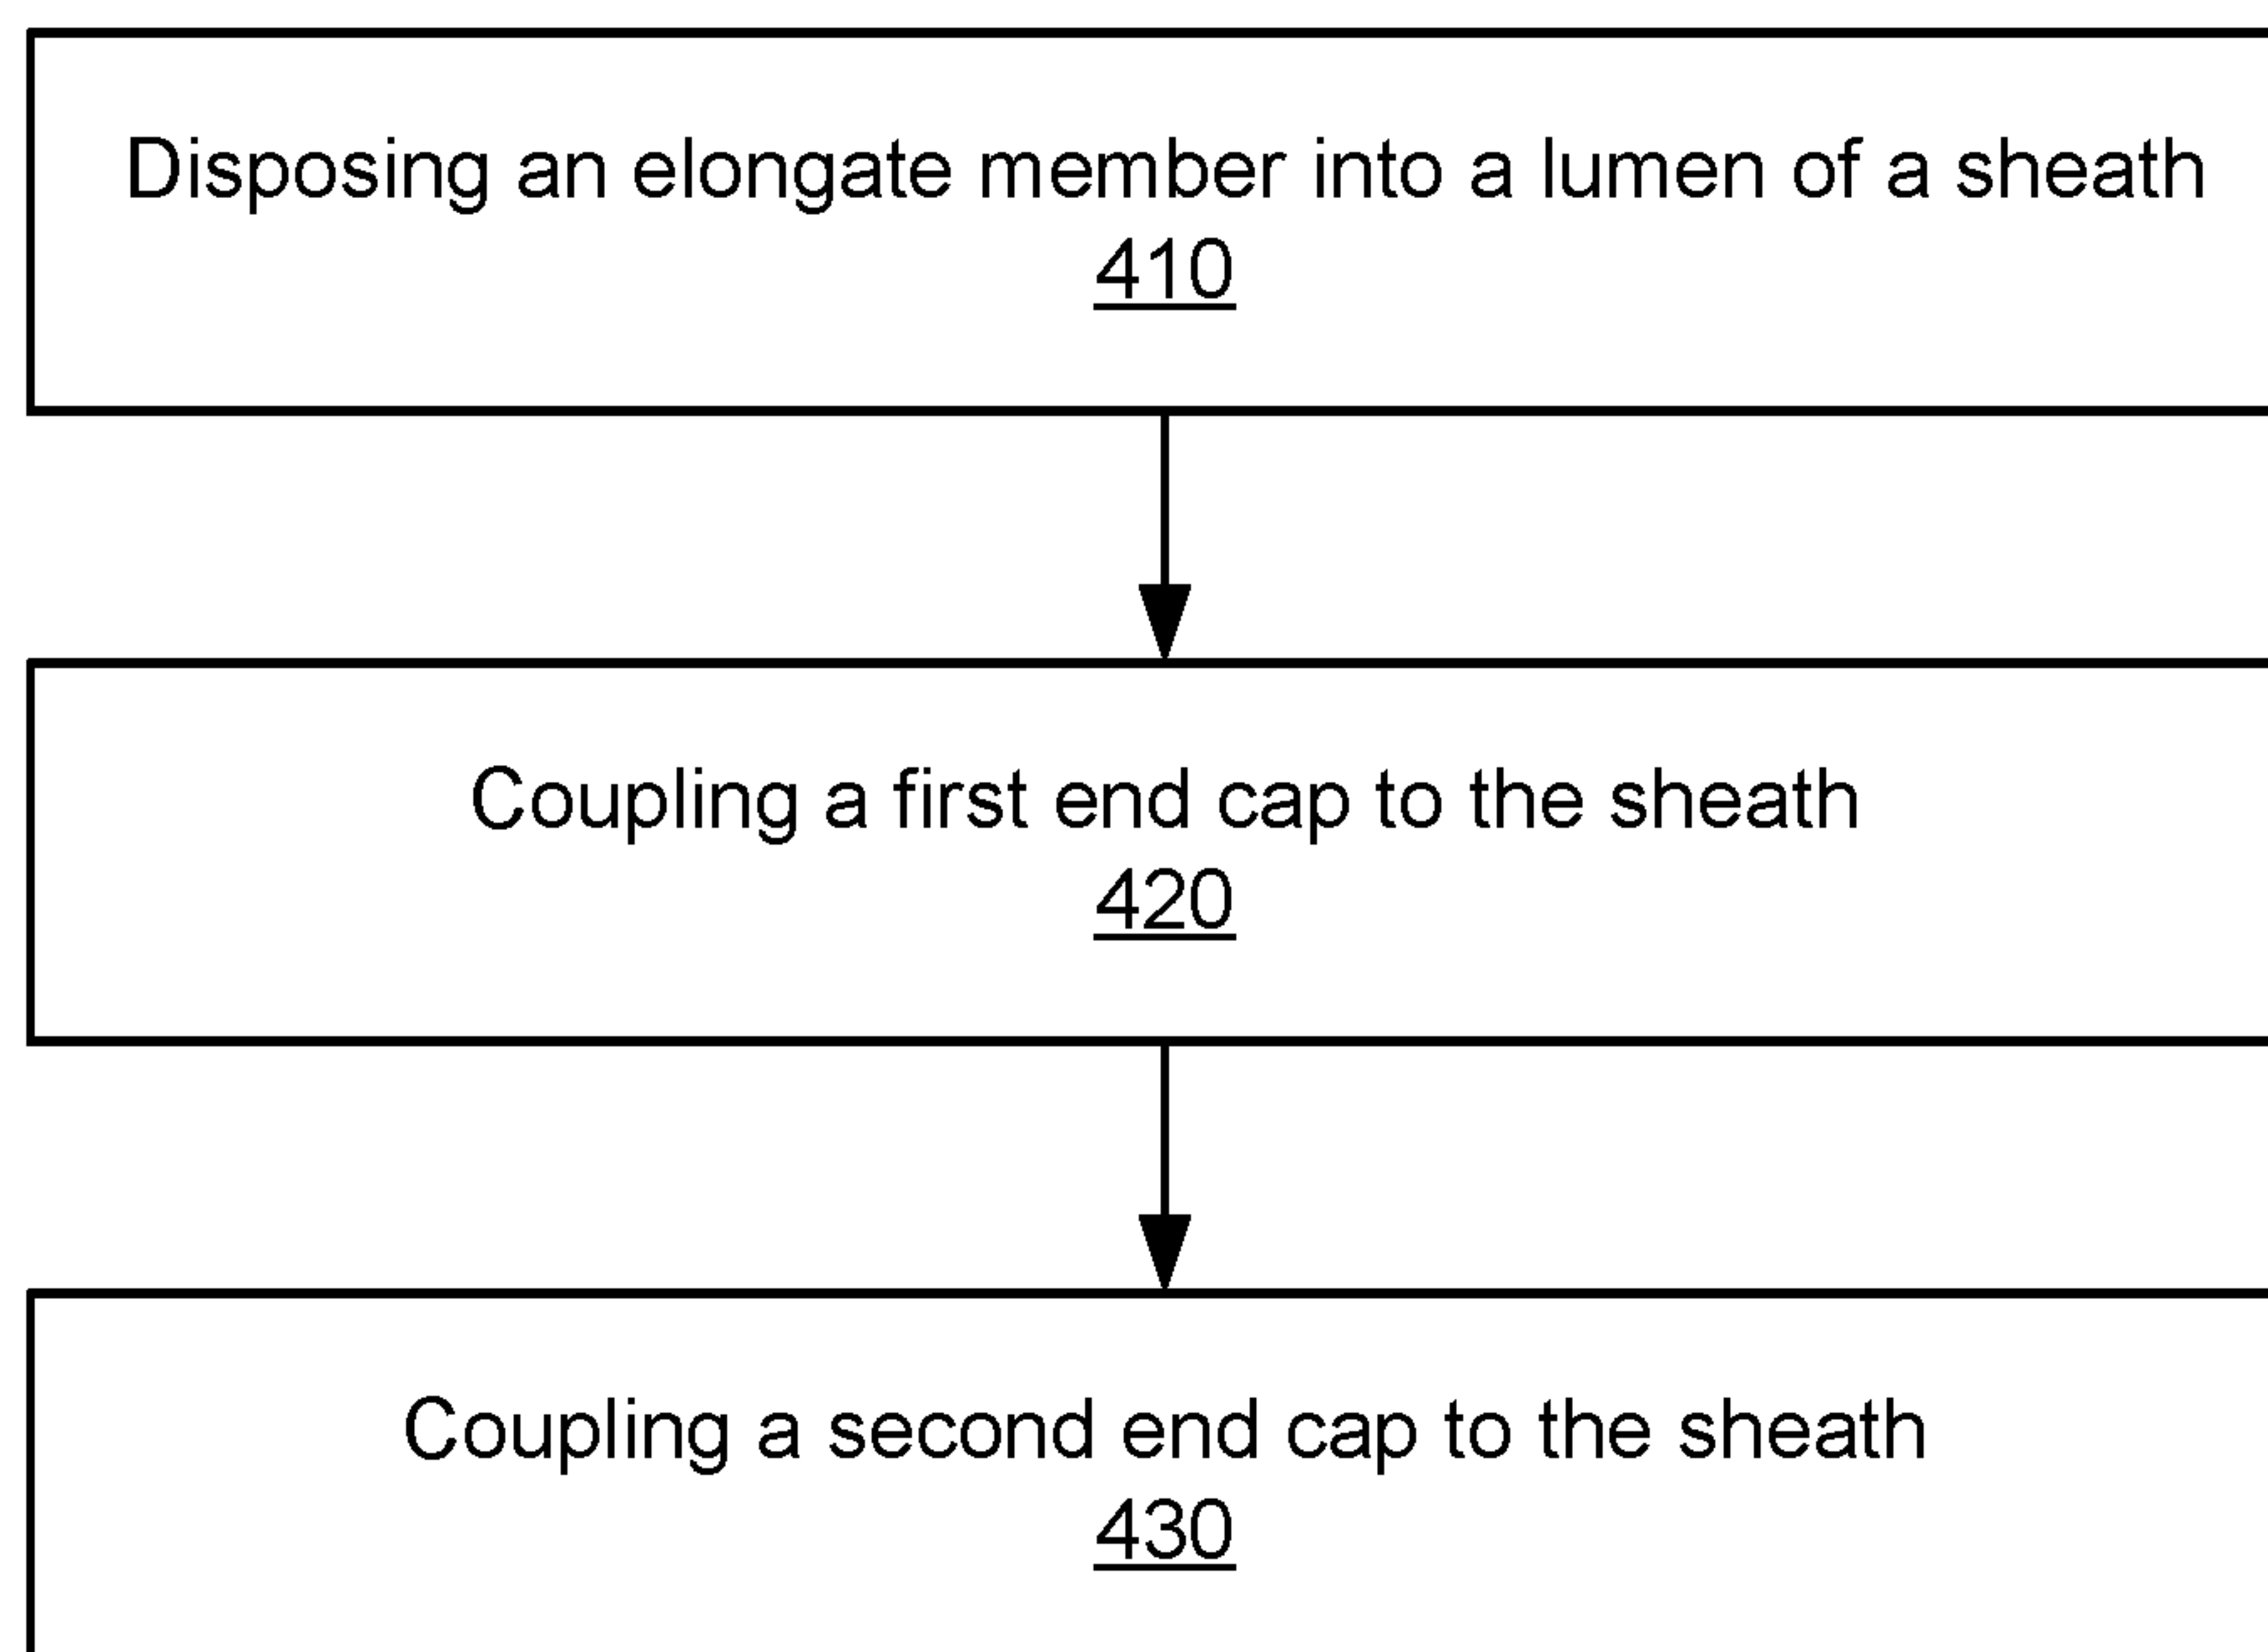 Disposing an elongate member into a lumen of a sheath
410
Coupling a first end cap to the sheath
420
Coupling a second end cap to the sheath
430